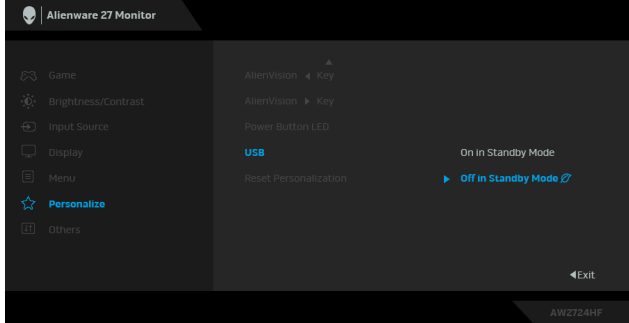 Alienware 27 Monitor
Game
Brightness/Contrast
Input Source
Display
Menu
Personalize
Others
AlienVision ◀ Key
AlienVision ▶ Key
Power Button LED
USB
Reset Personalization
On in Standby Mode
Off in Standby Mode
Exit
AW2724HF